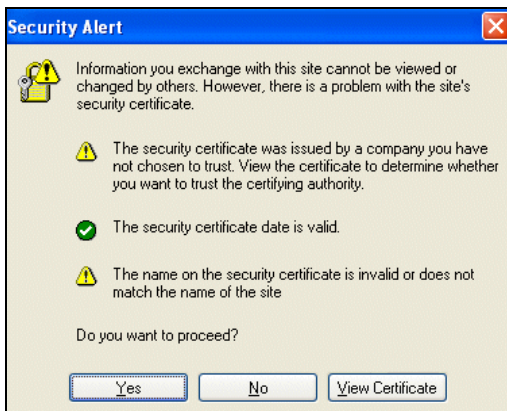 Security Alert
Information you exchange with this site cannot be viewed or
changed by others. However, there is a problem with the site's
security certificate.
The security certificate was issued by a company you have
not chosen to trust. View the certificate to determine whether
you want to trust the certifying authority.
The security certificate date is valid.
The name on the security certificate is invalid or does not
match the name of the site
Do you want to proceed?
Yes No View Certificate